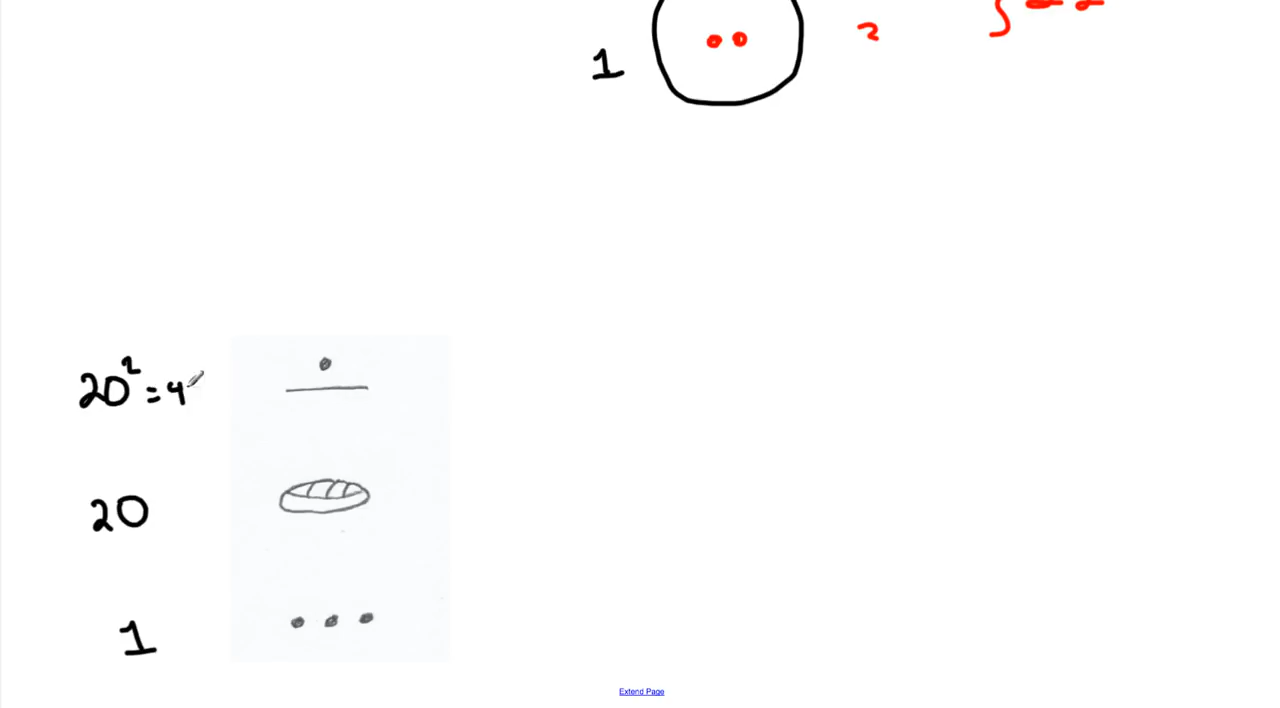 1
2
20² = 4
20
1
Extend Page